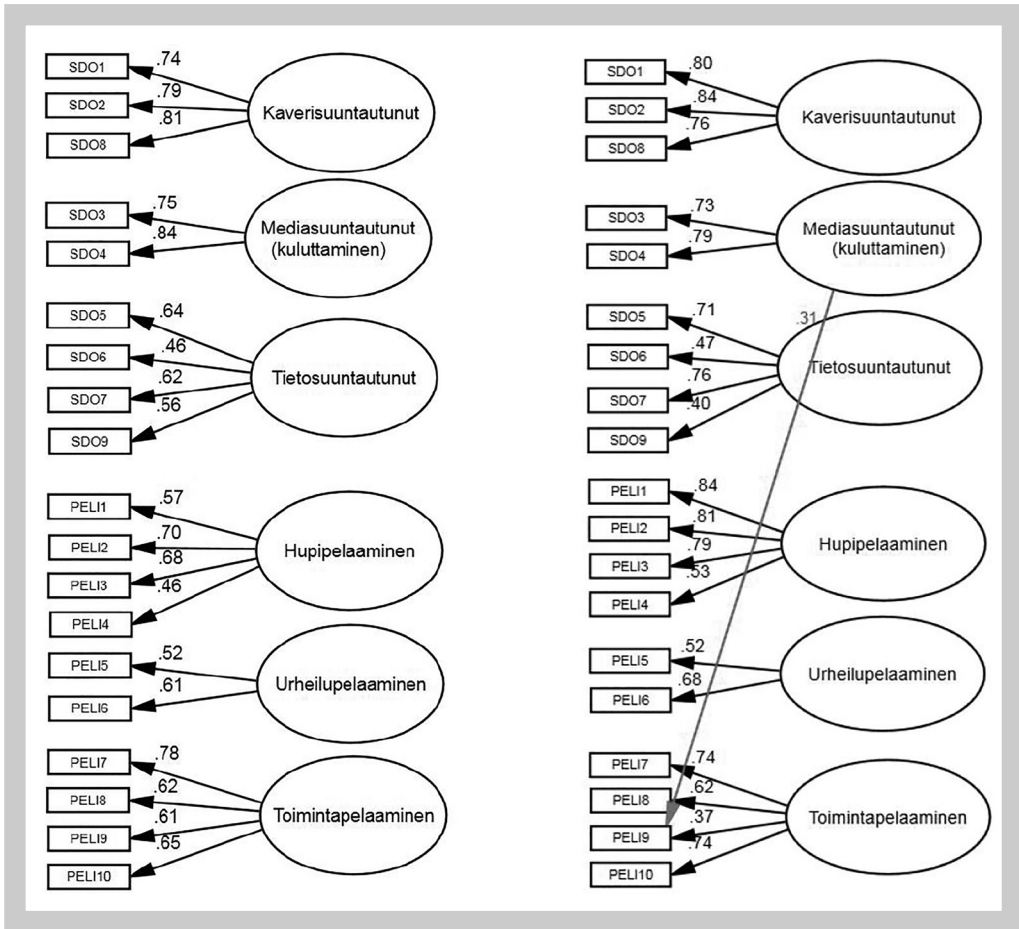 SDO1
.74
SDO2
.79
SDO8
.81
Kaverisuuntautunut
SDO3
.75
SDO4
.84
Mediasuuntautunut
(kuluttaminen)
SDO5
.64
SDO6
.46
SDO7
.62
SDO9
.56
Tietosuuntautunut
PELI1
.57
PELI2
.70
PELI3
.68
PELI4
.46
Hupipelaaminen
PELI5
.52
PELI6
.61
Urheilupelaaminen
PELI7
.78
PELI8
.62
PELI9
.61
PELI10
.65
Toimintapelaaminen
SDO1
.80
SDO2
.84
SDO8
.76
Kaverisuuntautunut
SDO3
.73
SDO4
.79
Mediasuuntautunut
(kuluttaminen)
.31
SDO5
.71
SDO6
.47
SDO7
.76
SDO9
.40
Tietosuuntautunut
PELI1
.84
PELI2
.81
PELI3
.79
PELI4
.53
Hupipelaaminen
PELI5
.52
PELI6
.68
Urheilupelaaminen
PELI7
.74
PELI8
.62
PELI9
.37
PELI10
.74
Toimintapelaaminen